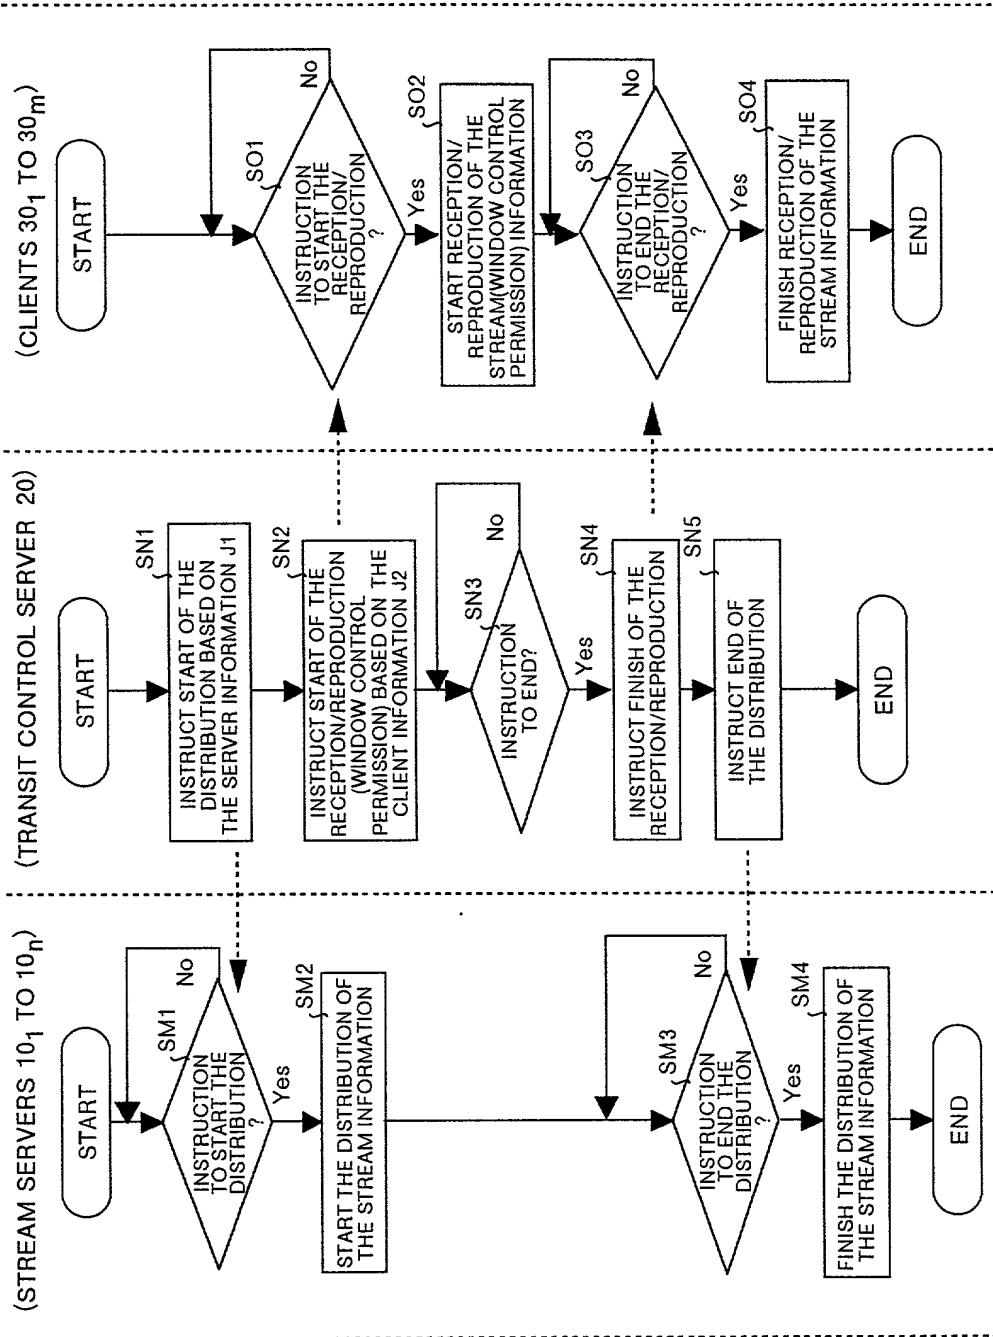 (STREAM SERVERS 10₁ TO 10ₙ)
START
SM1
INSTRUCTION
TO START THE
DISTRIBUTION
?
No
Yes
SM2
START THE DISTRIBUTION OF
THE STREAM INFORMATION
SM3
INSTRUCTION
TO END THE
DISTRIBUTION
?
No
Yes
SM4
FINISH THE DISTRIBUTION OF
THE STREAM INFORMATION
END
(TRANSIT CONTROL SERVER 20)
START
SN1
INSTRUCT START OF THE
DISTRIBUTION BASED ON
THE SERVER INFORMATION J1
SN2
INSTRUCT START OF THE
RECEPTION/REPRODUCTION
(WINDOW CONTROL
PERMISSION) BASED ON THE
CLIENT INFORMATION J2
SN3
INSTRUCTION
TO END?
No
Yes
SN4
INSTRUCT FINISH OF THE
RECEPTION/REPRODUCTION
SN5
INSTRUCT END OF
THE DISTRIBUTION
END
(CLIENTS 30₁ TO 30ₘ)
START
SO1
INSTRUCTION
TO START THE
RECEPTION/
REPRODUCTION
?
No
Yes
SO2
START RECEPTION/
REPRODUCTION OF THE
STREAM(WINDOW CONTROL
PERMISSION) INFORMATION
SO3
INSTRUCTION
TO END THE
RECEPTION/
REPRODUCTION
?
No
Yes
SO4
FINISH RECEPTION/
REPRODUCTION OF THE
STREAM INFORMATION
END